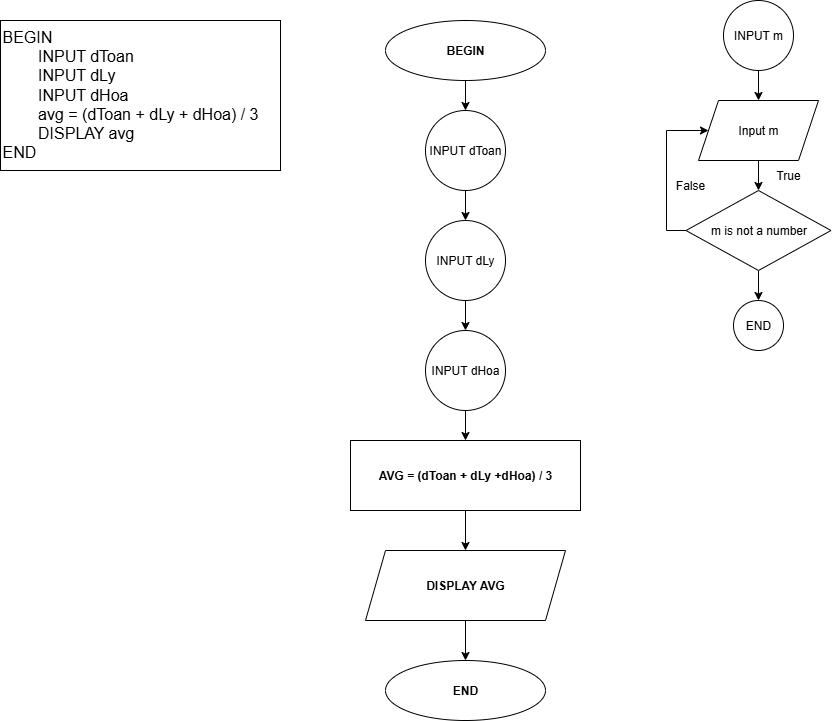 BEGIN
INPUT dToan
INPUT dLy
INPUT dHoa
avg = (dToan + dLy + dHoa) / 3
DISPLAY avg
END
BEGIN
INPUT dToan
INPUT dLy
INPUT dHoa
AVG = (dToan + dLy +dHoa) / 3
DISPLAY AVG
END
INPUT m
Input m
True
False
m is not a number
END